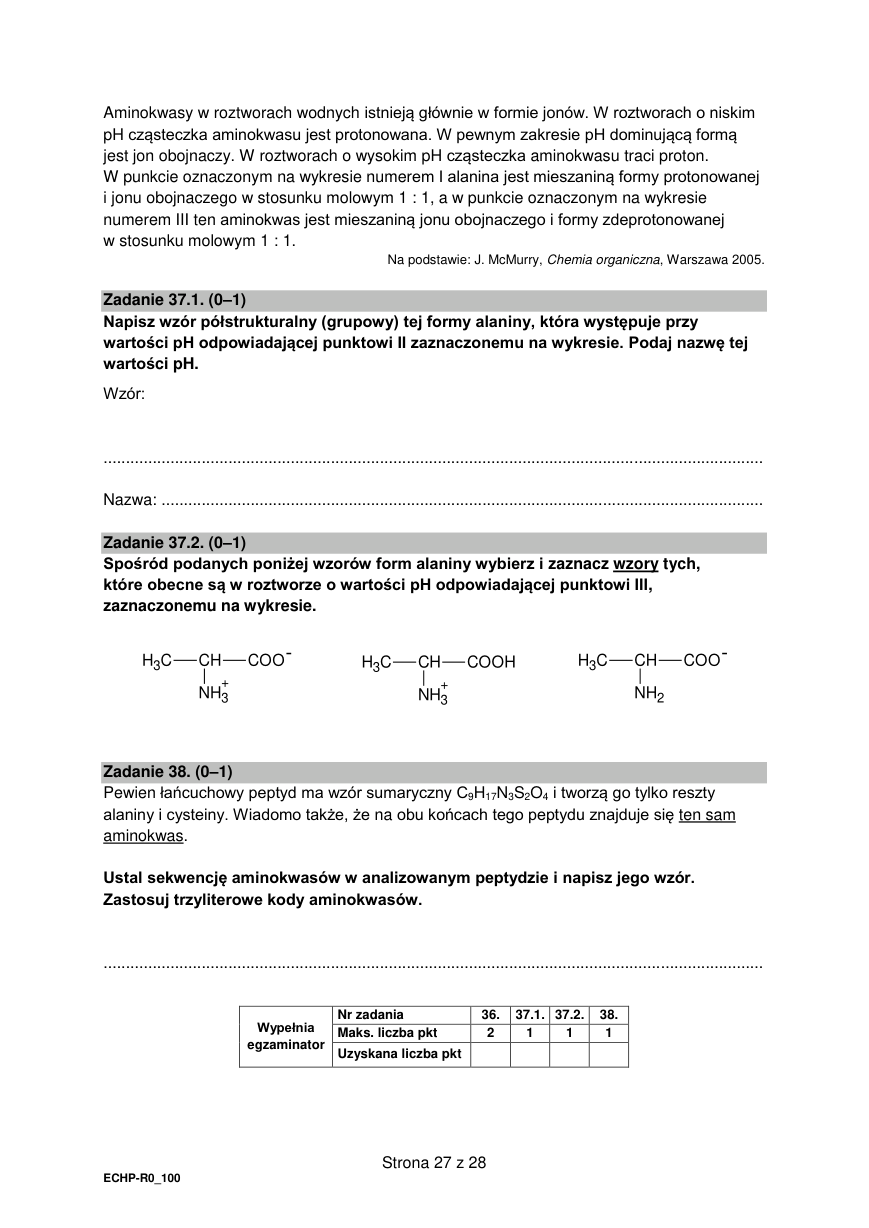 Aminokwasy w roztworach wodnych istnieją głównie w formie jonów. W roztworach o niskim
pH cząsteczka aminokwasu jest protonowana. W pewnym zakresie pH dominującą formą
jest jon obojnaczy. W roztworach o wysokim pH cząsteczka aminokwasu traci proton.
W punkcie oznaczonym na wykresie numerem I alanina jest mieszaniną formy protonowanej
i jonu obojnaczego w stosunku molowym 1 : 1, a w punkcie oznaczonym na wykresie
numerem III ten aminokwas jest mieszaniną jonu obojnaczego i formy zdeprotonowanej
w stosunku molowym 1 : 1.
Na podstawie: J. McMurry, Chemia organiczna, Warszawa 2005.
Zadanie 37.1. (0–1)
Napisz wzór półstrukturalny (grupowy) tej formy alaniny, która występuje przy
wartości pH odpowiadającej punktowi II zaznaczonemu na wykresie. Podaj nazwę tej
wartości pH.
Wzór:
....................................................................................................................................................
Nazwa: .......................................................................................................................................
Zadanie 37.2. (0–1)
Spośród podanych poniżej wzorów form alaniny wybierz i zaznacz wzory tych,
które obecne są w roztworze o wartości pH odpowiadającej punktowi III,
zaznaczonemu na wykresie.
H₃C—CH—COO⁻ H₃C—CH—COOH H₃C—CH—COO⁻
NH₃⁺ NH₃⁺ NH₂
Zadanie 38. (0–1)
Pewien łańcuchowy peptyd ma wzór sumaryczny C₉H₁₇N₃S₂O₄ i tworzą go tylko reszty
alaniny i cysteiny. Wiadomo także, że na obu końcach tego peptydu znajduje się ten sam
aminokwas.
Ustal sekwencję aminokwasów w analizowanym peptydzie i napisz jego wzór.
Zastosuj trzyliterowe kody aminokwasów.
....................................................................................................................................................
Wypełnia
egzaminator
Nr zadania 36. 37.1. 37.2. 38.
Maks. liczba pkt 2 1 1 1
Uzyskana liczba pkt
Strona 27 z 28
ECHP-R0_100